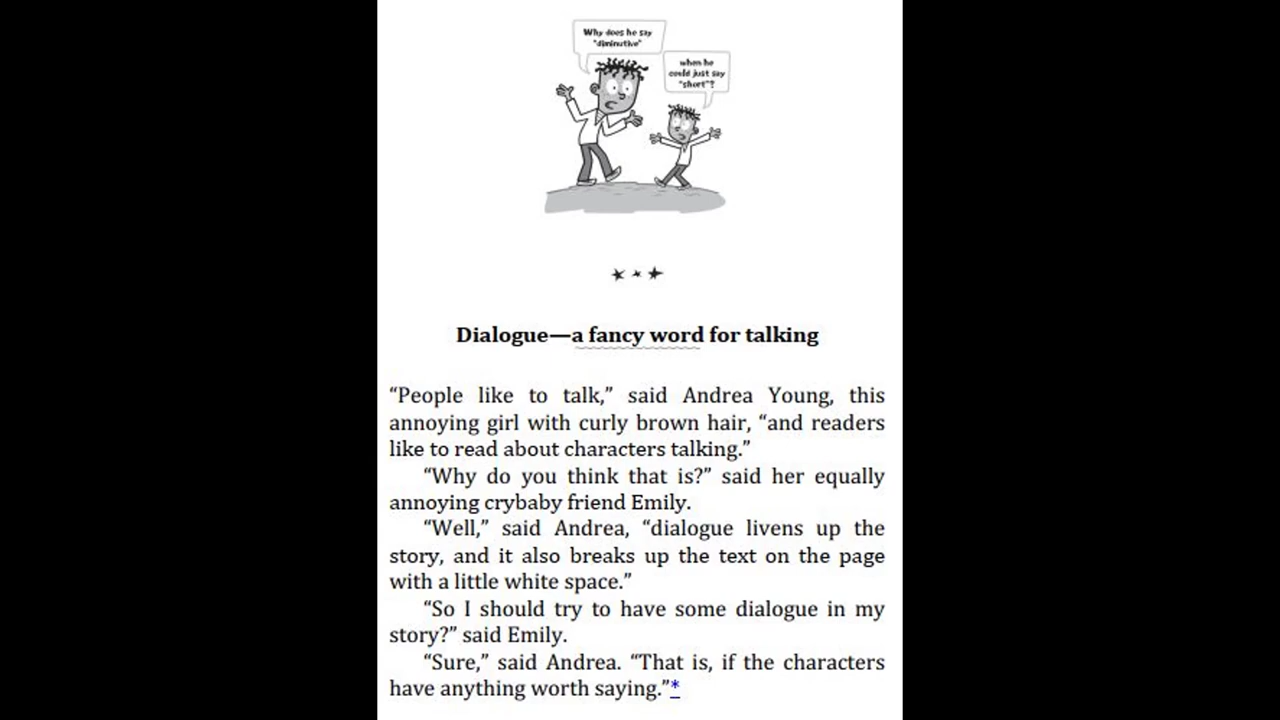 Why does he say
"diminutive"
when he
could just say
"short"?
Dialogue—a fancy word for talking
“People like to talk,” said Andrea Young, this
annoying girl with curly brown hair, “and readers
like to read about characters talking.”
“Why do you think that is?” said her equally
annoying crybaby friend Emily.
“Well,” said Andrea, “dialogue livens up the
story, and it also breaks up the text on the page
with a little white space.”
“So I should try to have some dialogue in my
story?” said Emily.
“Sure,” said Andrea. “That is, if the characters
have anything worth saying.”*